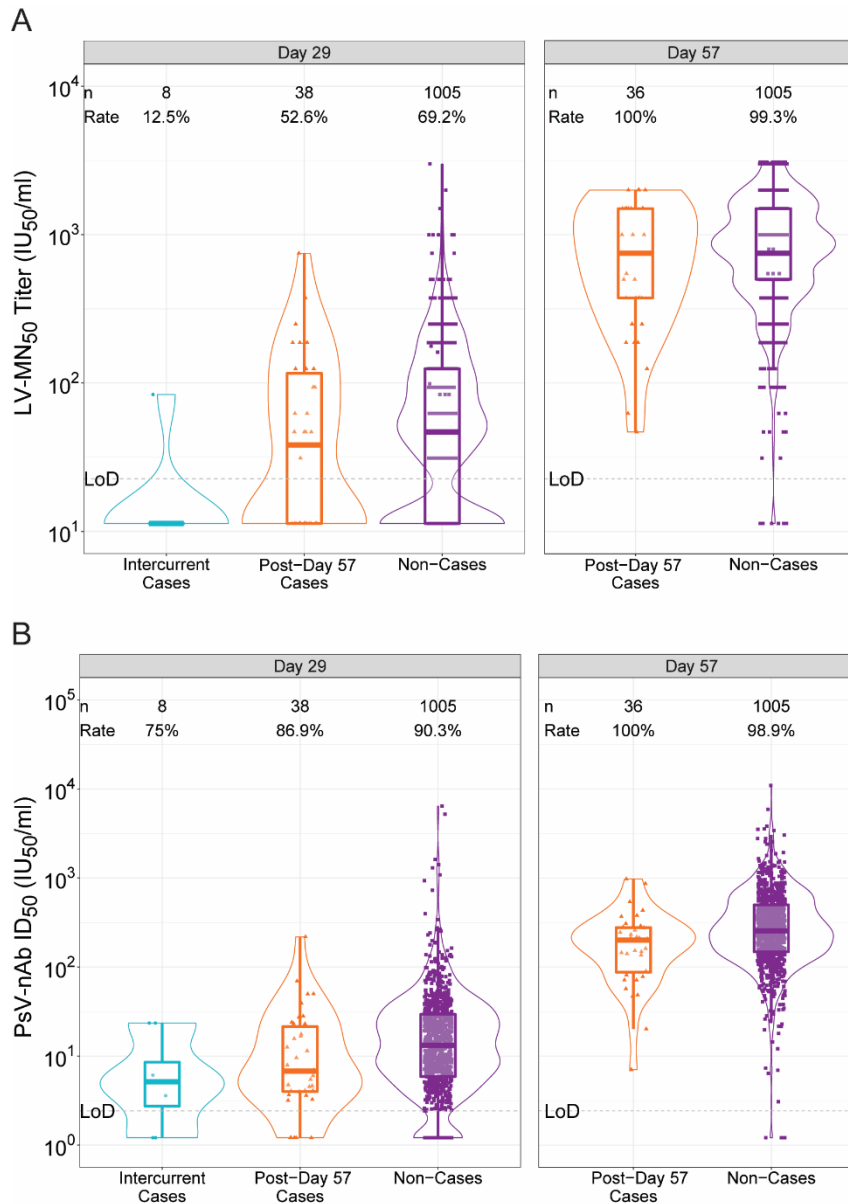 A
Day 29
Day 57
LV-MN50 Titer (IU50/ml)
10^4
10^3
10^2
10^1
n 8 38 1005
Rate 12.5% 52.6% 69.2%
n 36 1005
Rate 100% 99.3%
LoD
LoD
Intercurrent Cases
Post-Day 57 Cases
Non-Cases
Post-Day 57 Cases
Non-Cases
B
Day 29
Day 57
PsV-nAb ID50 (IU50/ml)
10^5
10^4
10^3
10^2
10^1
10^0
n 8 38 1005
Rate 75% 86.9% 90.3%
n 36 1005
Rate 100% 98.9%
LoD
LoD
Intercurrent Cases
Post-Day 57 Cases
Non-Cases
Post-Day 57 Cases
Non-Cases